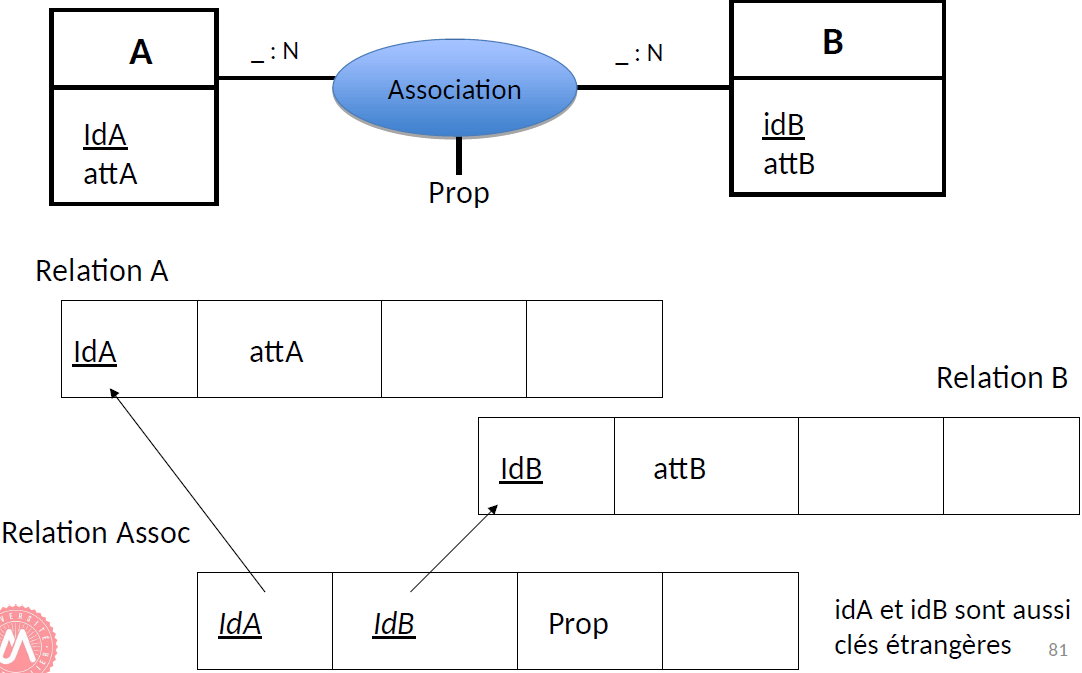 A
_ : N
Association
_ : N
B
IdA
attA
idB
attB
Prop
Relation A
IdA
attA
Relation B
IdB
attB
Relation Assoc
IdA
IdB
Prop
idA et idB sont aussi
clés étrangères
81